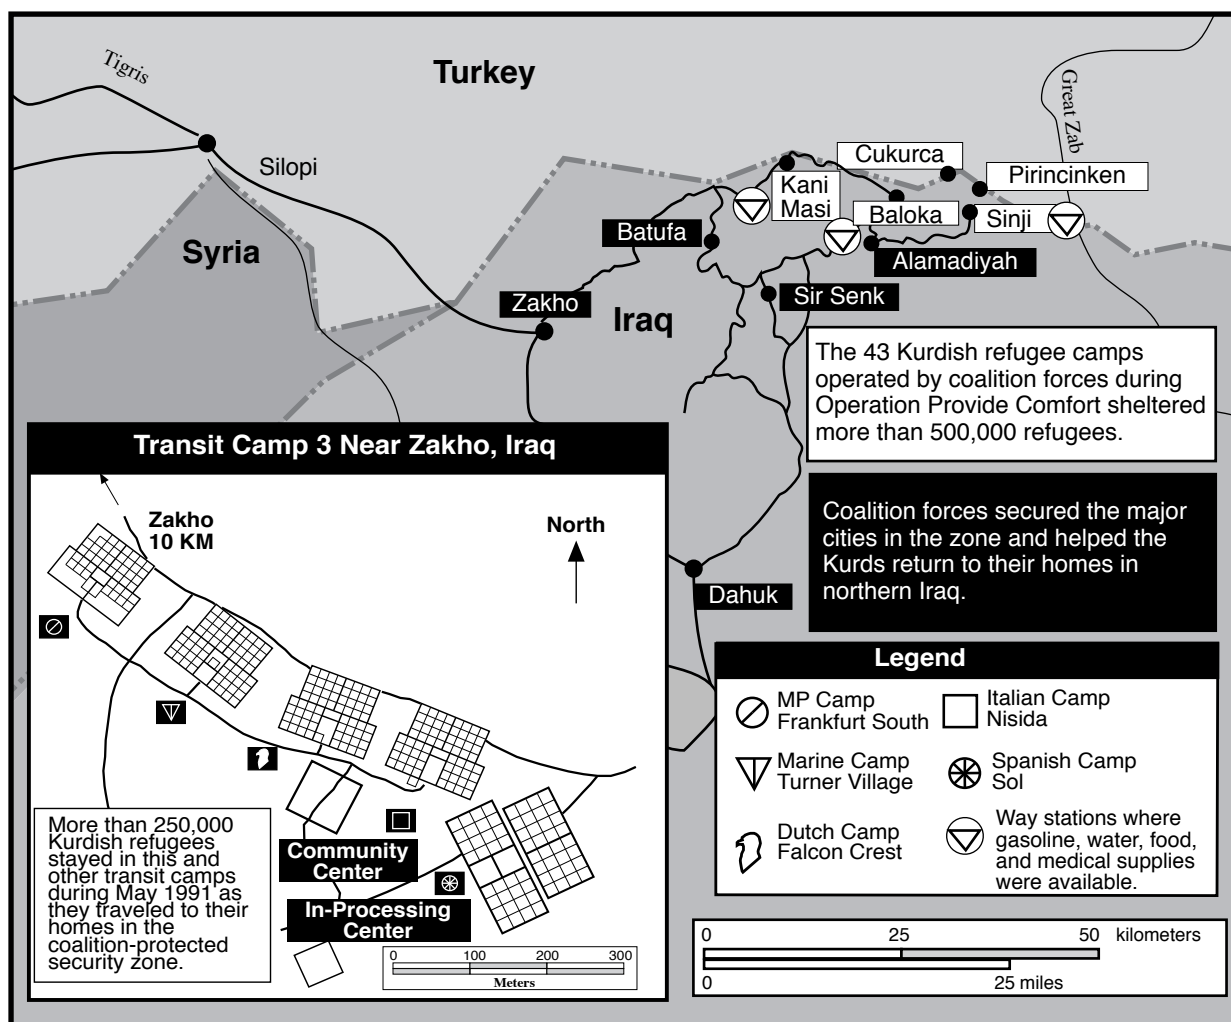 Tigris
Turkey
Great Zab
Silopi
Cukurca
Pirincinken
Kani
Masi
Baloka
Sinji
Syria
Batufa
Alamadiyah
Zakho
Iraq
Sir Senk
The 43 Kurdish refugee camps
operated by coalition forces during
Operation Provide Comfort sheltered
more than 500,000 refugees.
Coalition forces secured the major
cities in the zone and helped the
Kurds return to their homes in
northern Iraq.
Dahuk
Transit Camp 3 Near Zakho, Iraq
Zakho
10 KM
North
Community
Center
In-Processing
Center
More than 250,000
Kurdish refugees
stayed in this and
other transit camps
during May 1991 as
they traveled to their
homes in the
coalition-protected
security zone.
0 100 200 300
Meters
Legend
MP Camp
Frankfurt South
Italian Camp
Nisida
Marine Camp
Turner Village
Spanish Camp
Sol
Dutch Camp
Falcon Crest
Way stations where
gasoline, water, food,
and medical supplies
were available.
0 25 50 kilometers
0 25 miles